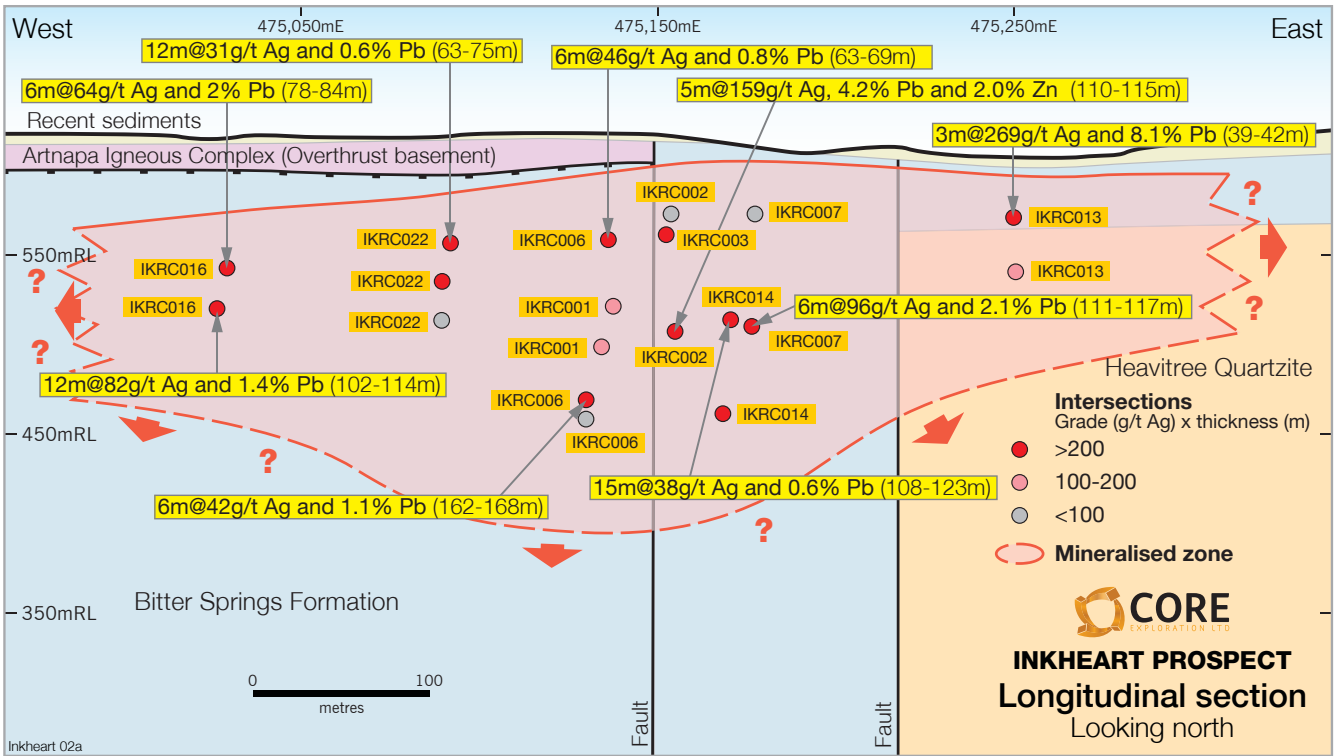 West
475,050mE
475,150mE
475,250mE
East
12m@31g/t Ag and 0.6% Pb (63-75m)
6m@46g/t Ag and 0.8% Pb (63-69m)
6m@64g/t Ag and 2% Pb (78-84m)
5m@159g/t Ag, 4.2% Pb and 2.0% Zn (110-115m)
Recent sediments
3m@269g/t Ag and 8.1% Pb (39-42m)
Artnapa Igneous Complex (Overthrust basement)
IKRC002
?
IKRC007
IKRC013
IKRC022
IKRC006
IKRC003
550mRL
IKRC016
IKRC013
?
IKRC022
IKRC014
IKRC016
IKRC001
6m@96g/t Ag and 2.1% Pb (111-117m)
?
IKRC022
IKRC007
?
IKRC001
IKRC002
Heavitree Quartzite
12m@82g/t Ag and 1.4% Pb (102-114m)
IKRC006
Intersections
Grade (g/t Ag) x thickness (m)
IKRC014
450mRL
IKRC006
>200
?
100-200
15m@38g/t Ag and 0.6% Pb (108-123m)
6m@42g/t Ag and 1.1% Pb (162-168m)
<100
?
Mineralised zone
Bitter Springs Formation
350mRL
CORE
EXPLORATION LTD
INKHEART PROSPECT
Longitudinal section
Looking north
0
100
metres
Fault
Fault
Inkheart 02a